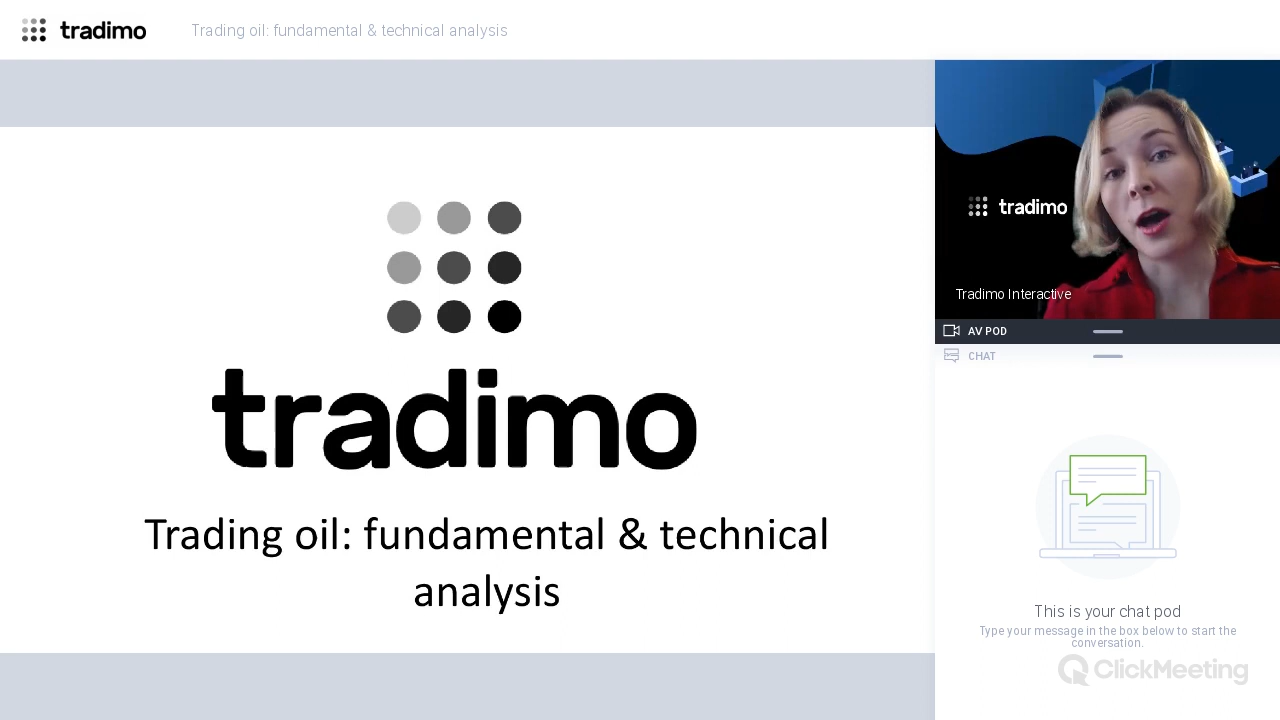 tradimo
Trading oil: fundamental & technical analysis
tradimo
Trading oil: fundamental & technical
analysis
tradimo
Tradimo Interactive
AV POD
CHAT
This is your chat pod
Type your message in the box below to start the
conversation.
ClickMeeting